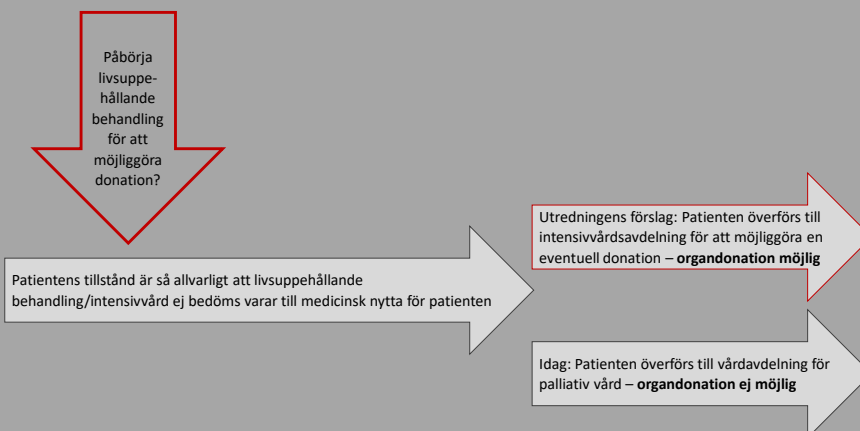 Påbörja
livsuppe-
hållande
behandling
för att
möjliggöra
donation?
Patientens tillstånd är så allvarligt att livsuppehållande
behandling/intensivvård ej bedöms varar till medicinsk nytta för patienten
Utredningens förslag: Patienten överförs till
intensivvårdsavdelning för att möjliggöra en
eventuell donation – organdonation möjlig
Idag: Patienten överförs till vårdavdelning för
palliativ vård – organdonation ej möjlig